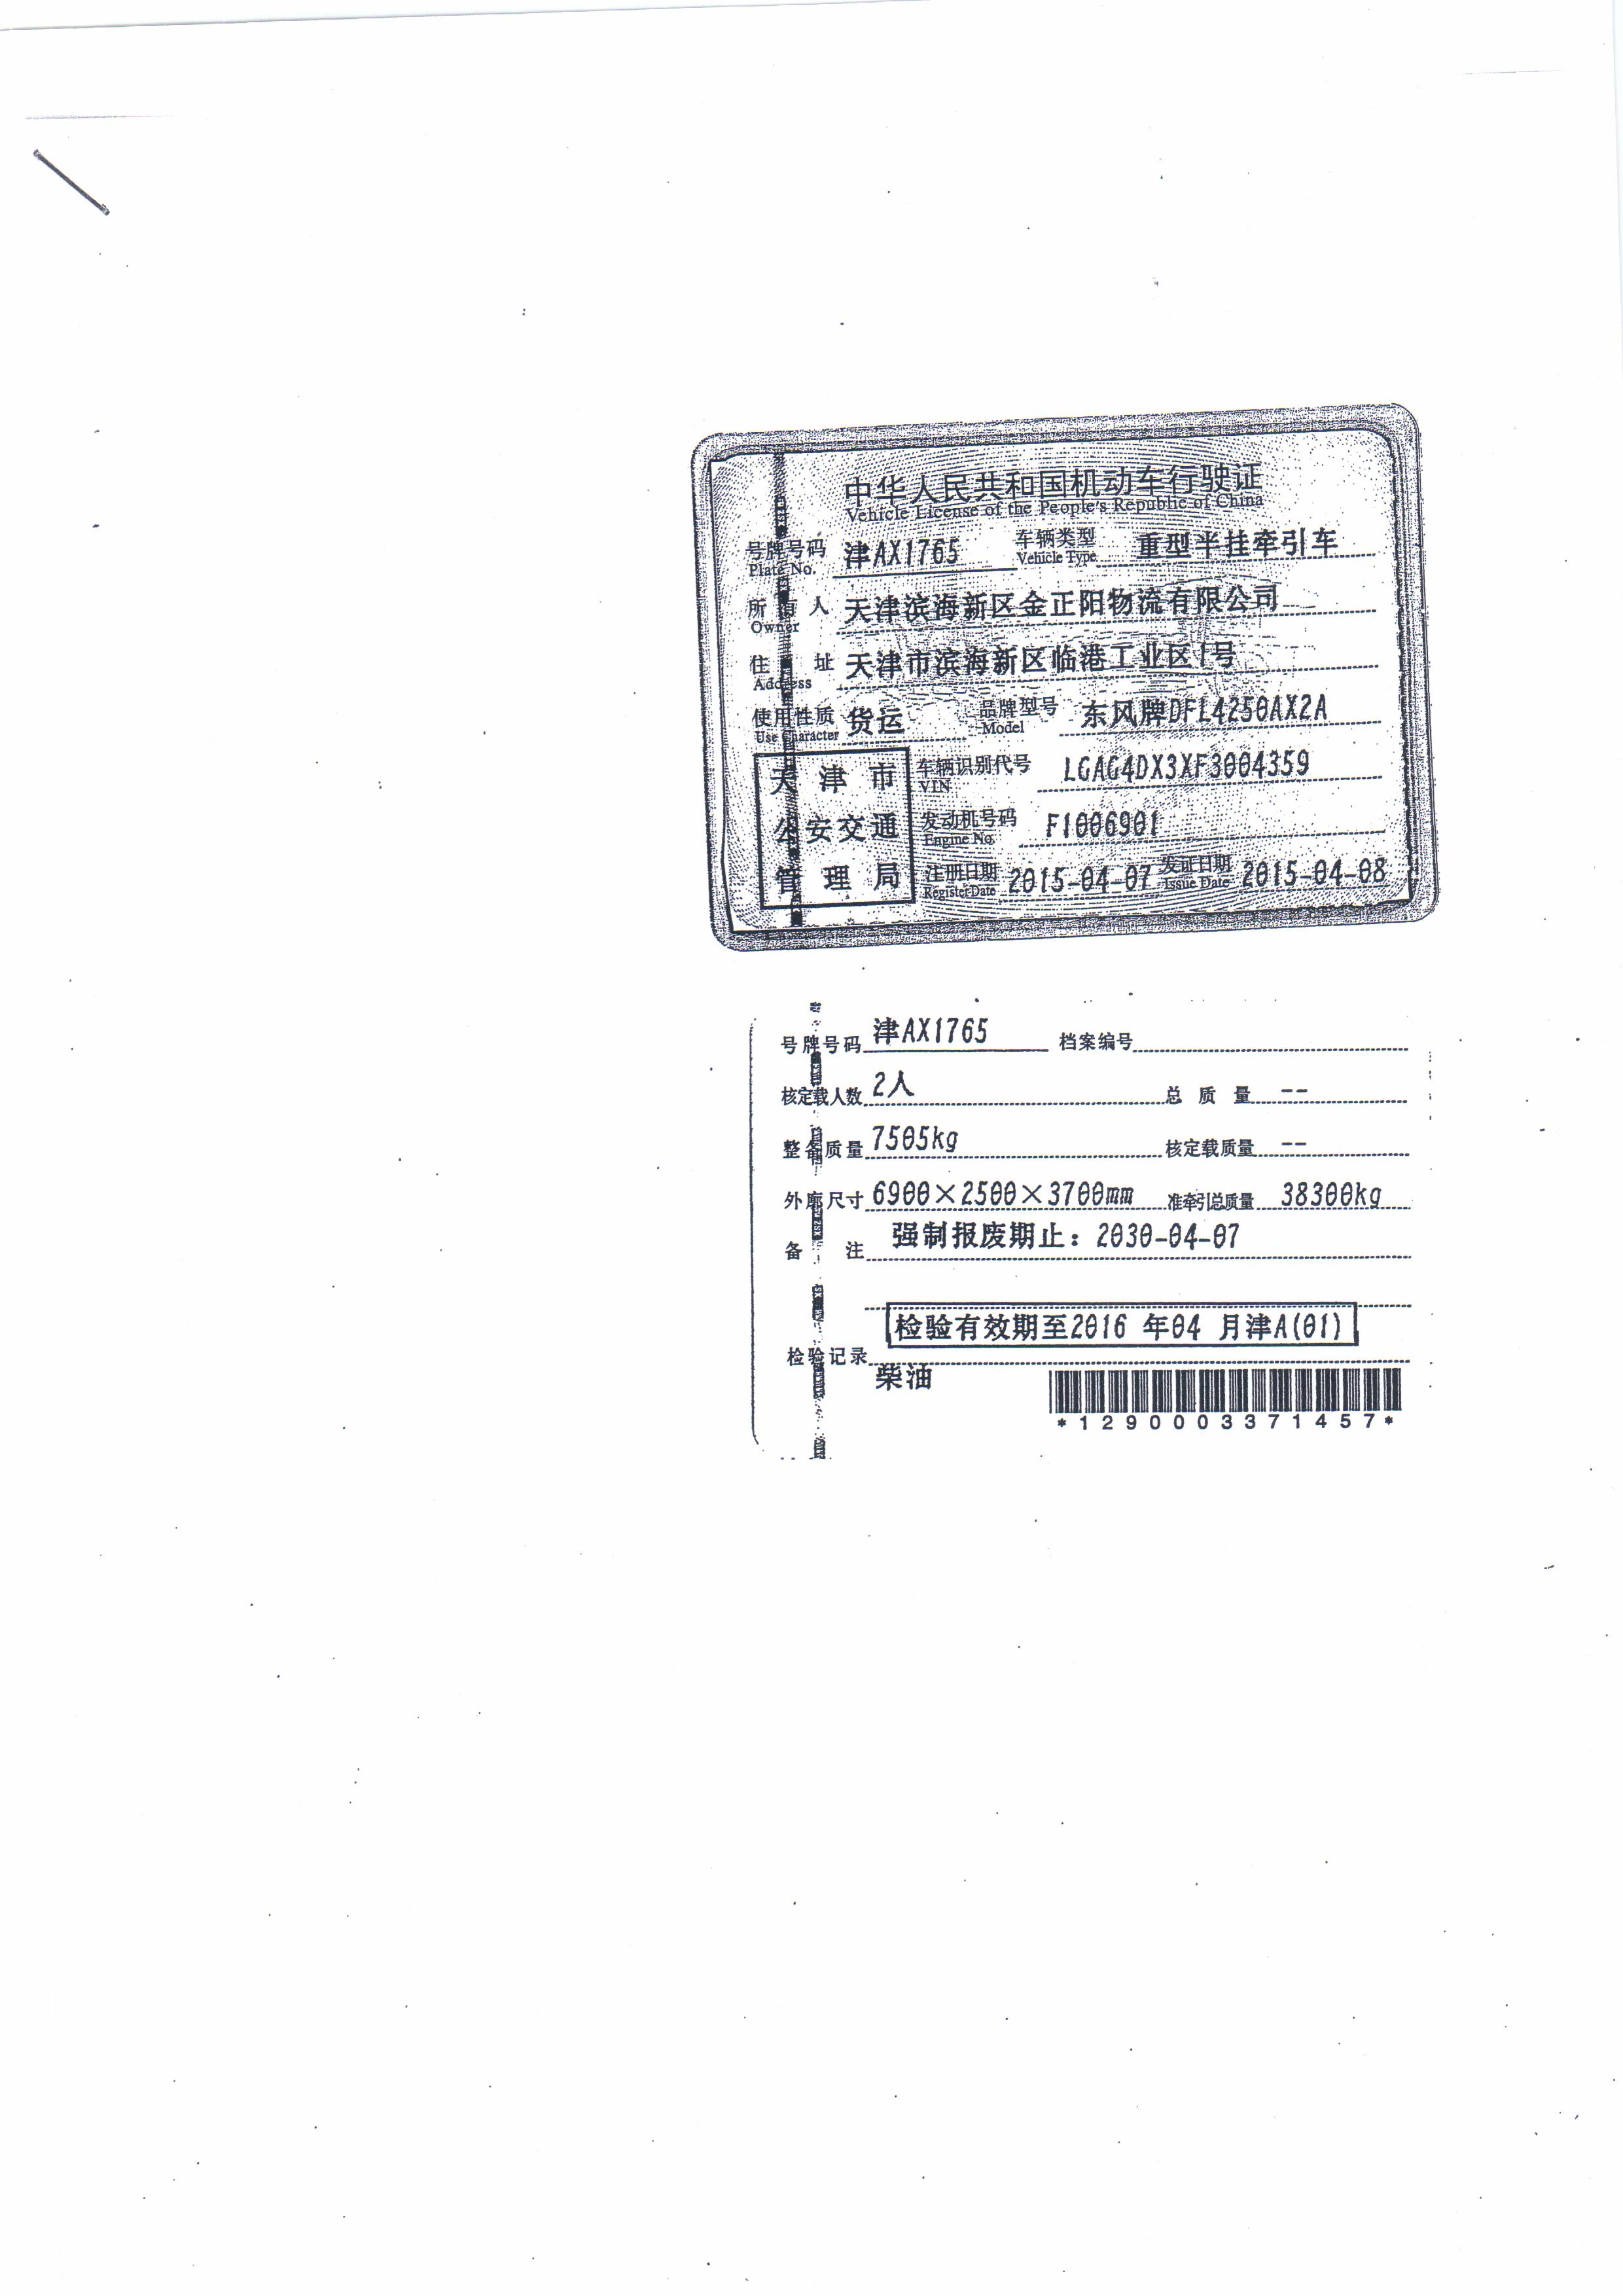 中华人民共和国机动车行驶证
Vehicle License of the People's Republic of China
号牌号码 津AX1765 车辆类型 重型半挂牵引车
Plate No. Vehicle Type
所有人 天津滨海新区金正阳物流有限公司
Owner
住址 天津市滨海新区临港工业区1号
Address
使用性质 货运 品牌型号 东风牌DFL4250AX2A
Use Character Model
天津市 车辆识别代号 LGAG4DX3XF3004359
VIN
公安交通 发动机号码 F1006901
Engine No.
管理局 注册日期 2015-04-07 发证日期 2015-04-08
Register Date Issue Date
号牌号码 津AX1765 档案编号
核定载人数 2人 总质量 --
整备质量 7505kg 核定载质量 --
外廓尺寸 6900×2500×3700mm 准牵引总质量 38300kg
备注 强制报废期止：2030-04-07
检验有效期至2016 年04 月津A(01)
检验记录
柴油
*1290003371457*